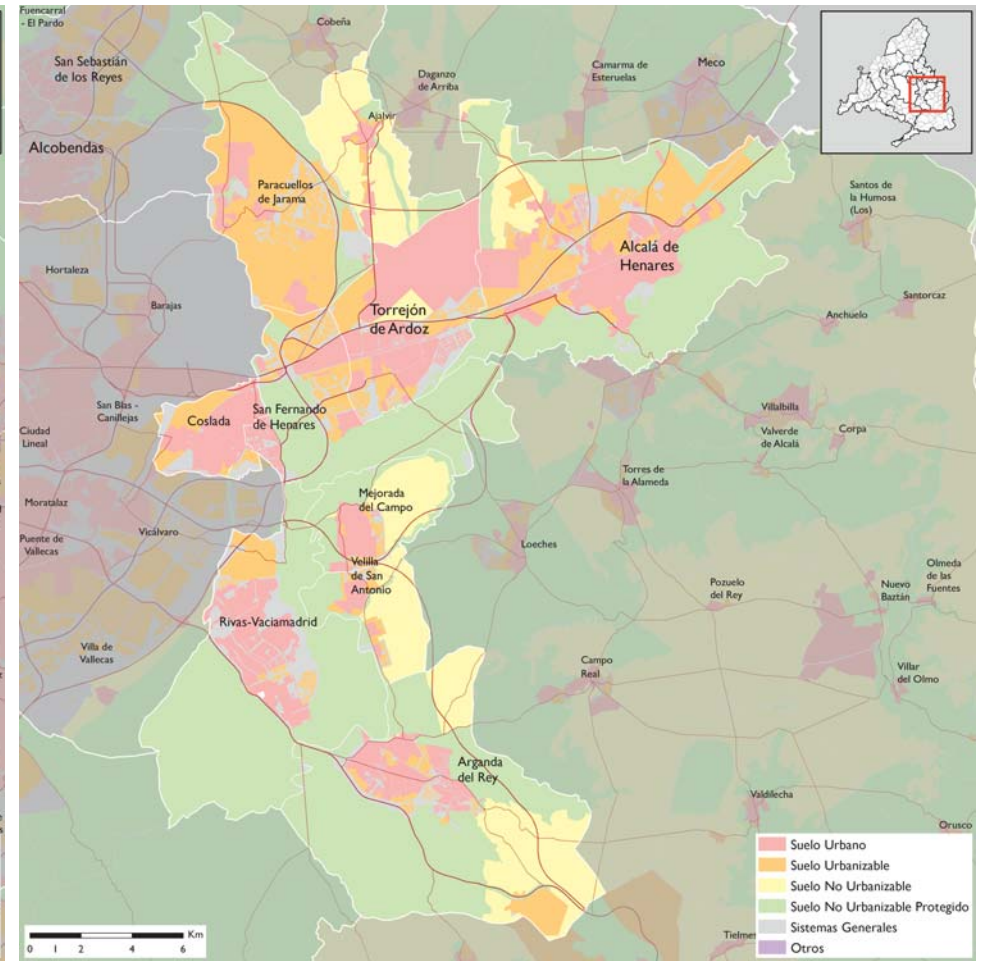 Fuencarral
- El Pardo
Cobeña
San Sebastián
de los Reyes
Daganzo
de Arriba
Camarma de
Esteruelas
Meco
Ajalvir
Alcobendas
Paracuellos
de Jarama
Santos de
la Humosa
(Los)
Alcalá de
Henares
Hortaleza
Barajas
Santorcaz
Torrejón
de Ardoz
Anchuelo
San Blas -
Canillejas
San Fernando
de Henares
Coslada
Villalbilla
Ciudad
Lineal
Valverde
de Alcalá
Corpa
Torres de
la Alameda
Mejorada
del Campo
Moratalaz
Vicálvaro
Puente de
Vallecas
Loeches
Velilla
de San
Antonio
Olmeda
de las
Fuentes
Pozuelo
del Rey
Nuevo
Baztán
Rivas-Vaciamadrid
Villa de
Vallecas
Campo
Real
Villar
del Olmo
Arganda
del Rey
Valdilecha
Orusco
Tielmes
Suelo Urbano
Suelo Urbanizable
Suelo No Urbanizable
Suelo No Urbanizable Protegido
Sistemas Generales
Otros
Km
0 1 2 4 6